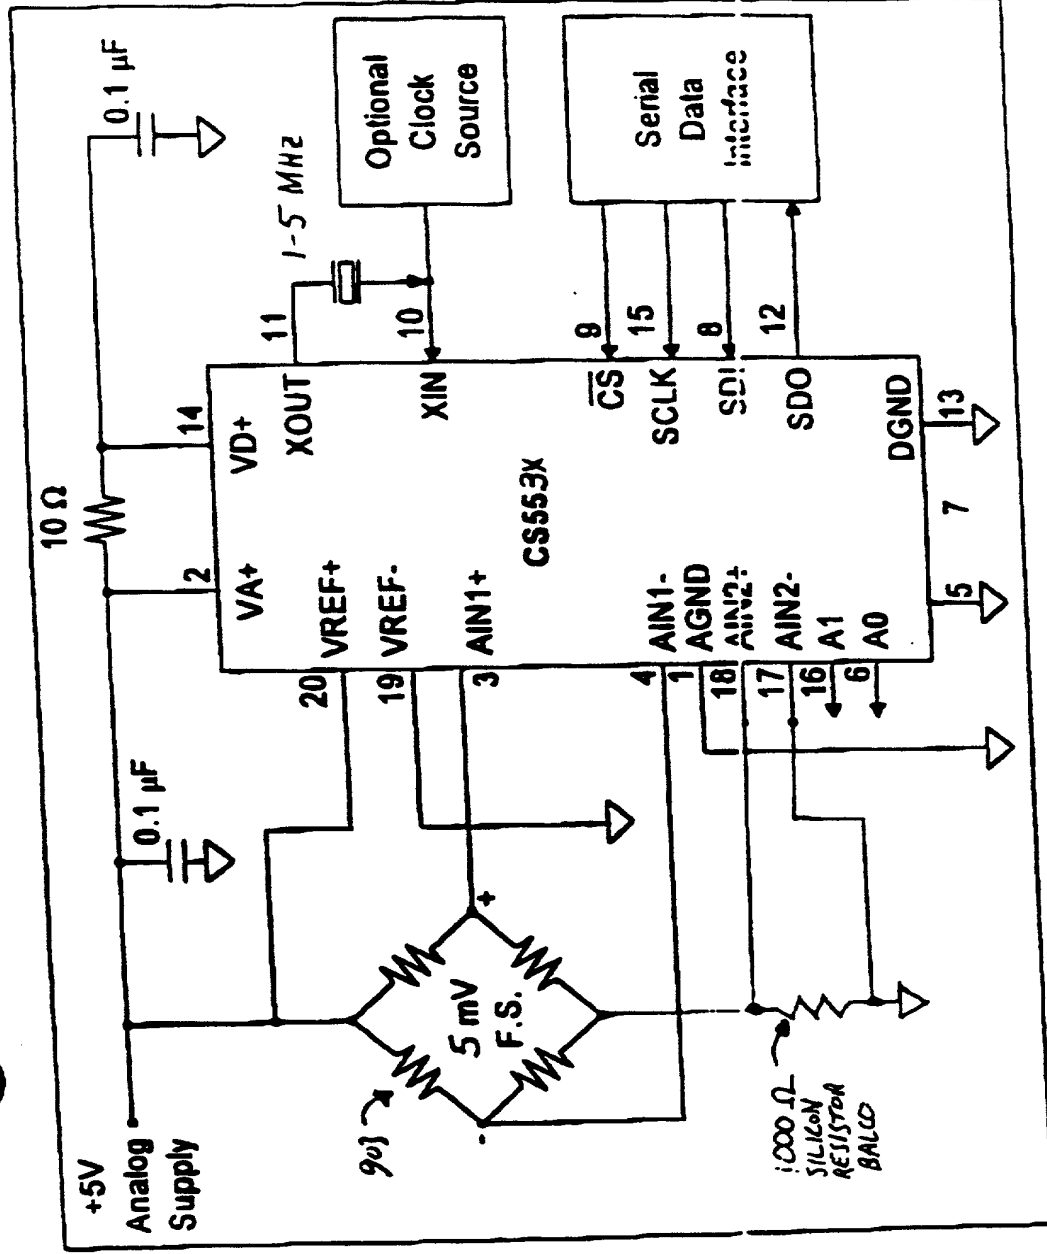 +5V
Analog
Supply
0.1 µF
10 Ω
0.1 µF
2
14
VA+
VD+
20
VREF+
19
VREF-
3
AIN1+
4
AIN1-
1
AGND
18
AIN2+
17
AIN2-
16
A1
6
A0
CS553X
XOUT
11
1-5 MHz
XIN
10
Optional
Clock
Source
CS
9
SCLK
15
SDI
8
SDO
12
Serial
Data
Interface
DGND
13
5
7
5 mV
F.S.
+
-
903
1000 Ω
SILICON
RESISTOR
BALCO